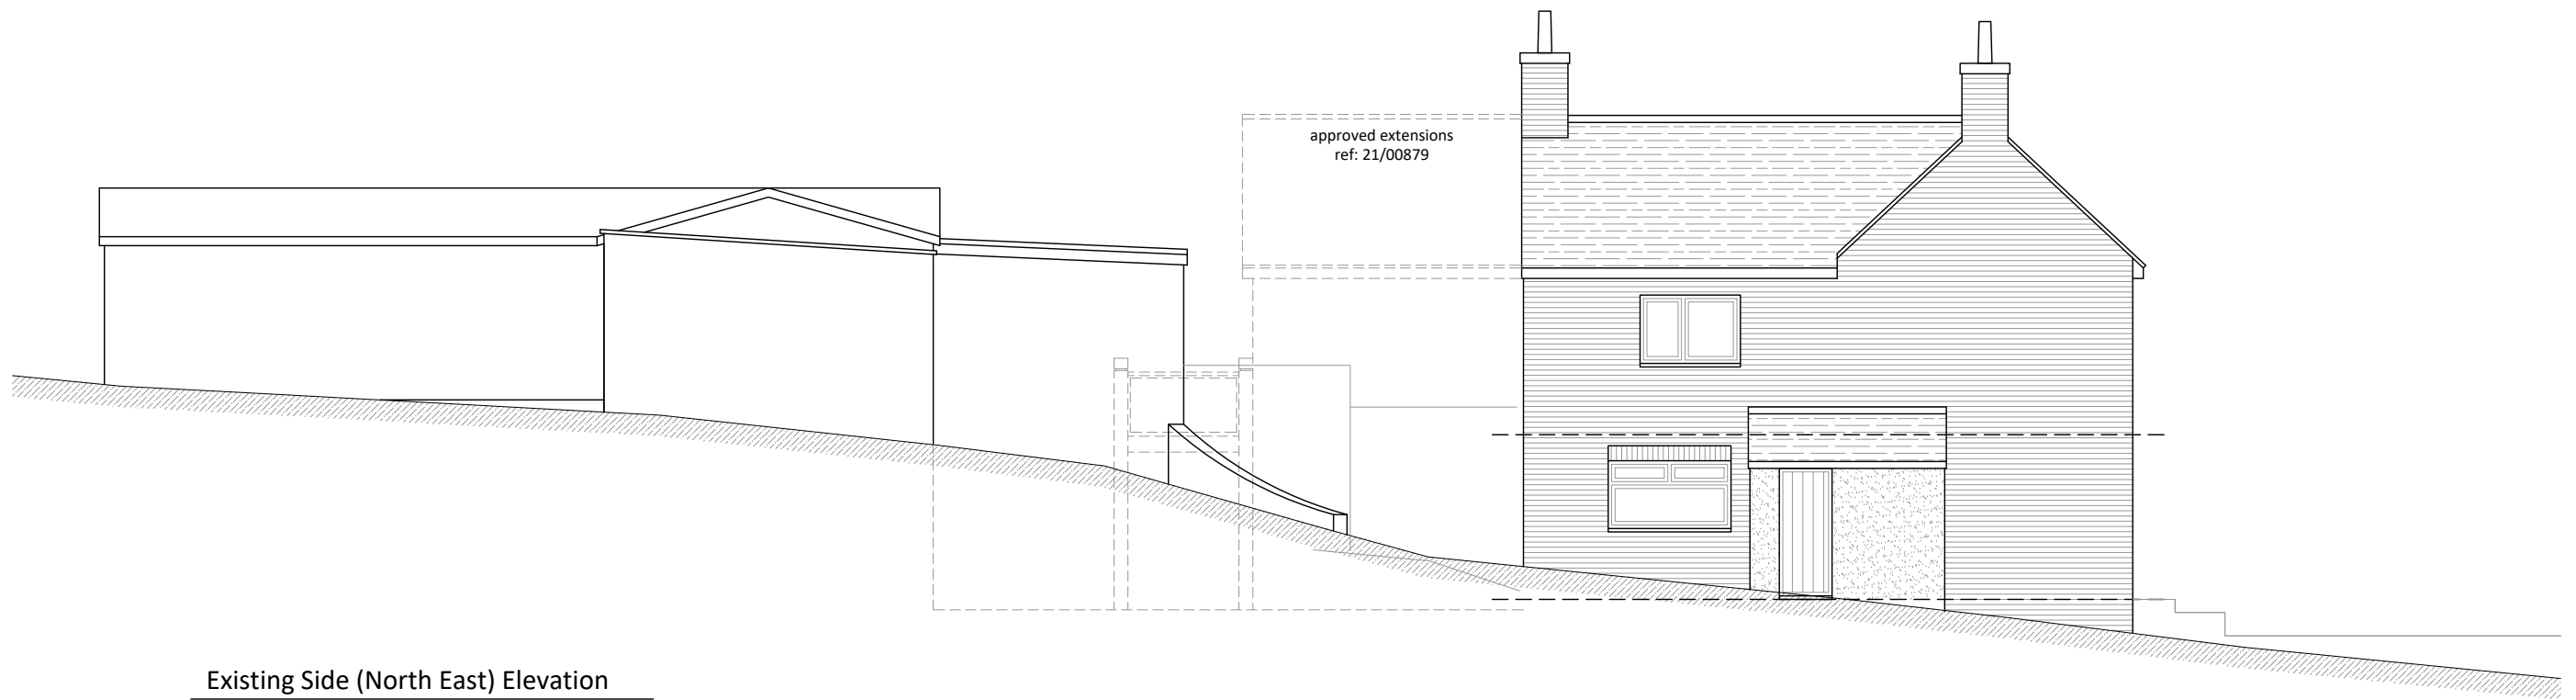 approved extensions
ref: 21/00879
Existing Side (North East) Elevation